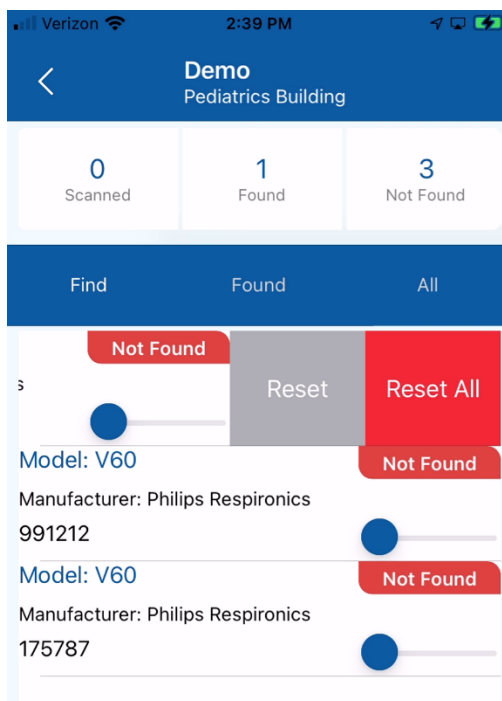 Verizon 2:39 PM
Demo
Pediatrics Building
0 1 3
Scanned Found Not Found
Find Found All
Not Found
s
Reset Reset All
Model: V60
Not Found
Manufacturer: Philips Respironics
991212
Model: V60
Not Found
Manufacturer: Philips Respironics
175787